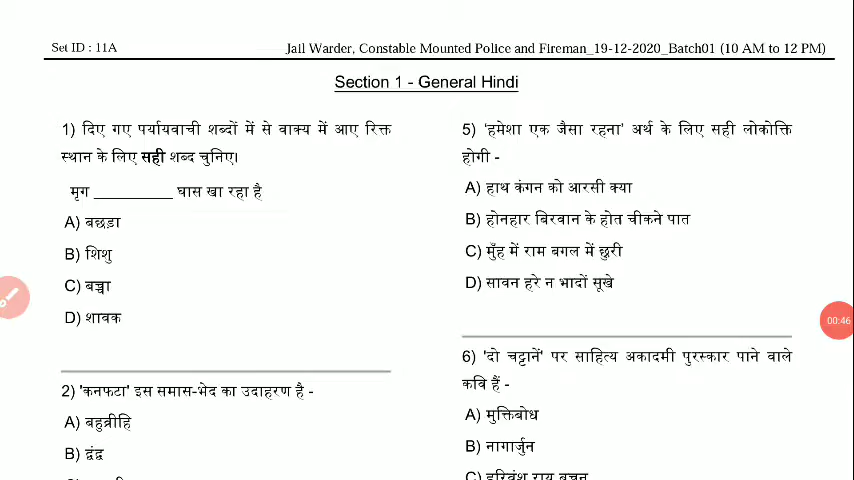 Set ID : 11A
Jail Warder, Constable Mounted Police and Fireman_19-12-2020_Batch01 (10 AM to 12 PM)
Section 1 - General Hindi
1) दिए गए पर्यायवाची शब्दों में से वाक्य में आए रिक्त
स्थान के लिए सही शब्द चुनिए।
मृग __________ घास खा रहा है
A) बछड़ा
B) शिशु
C) बच्चा
D) शावक
2) 'कनफटा' इस समास-भेद का उदाहरण है -
A) बहुव्रीहि
B) द्वंद्व
5) 'हमेशा एक जैसा रहना' अर्थ के लिए सही लोकोक्ति
होगी -
A) हाथ कंगन को आरसी क्या
B) होनहार बिरवान के होत चीकने पात
C) मुँह में राम बगल में छुरी
D) सावन हरे न भादों सूखे
6) 'दो चट्टानें' पर साहित्य अकादमी पुरस्कार पाने वाले
कवि हैं -
A) मुक्तिबोध
B) नागार्जुन
C) हरिवंश राय बच्चन
00:46